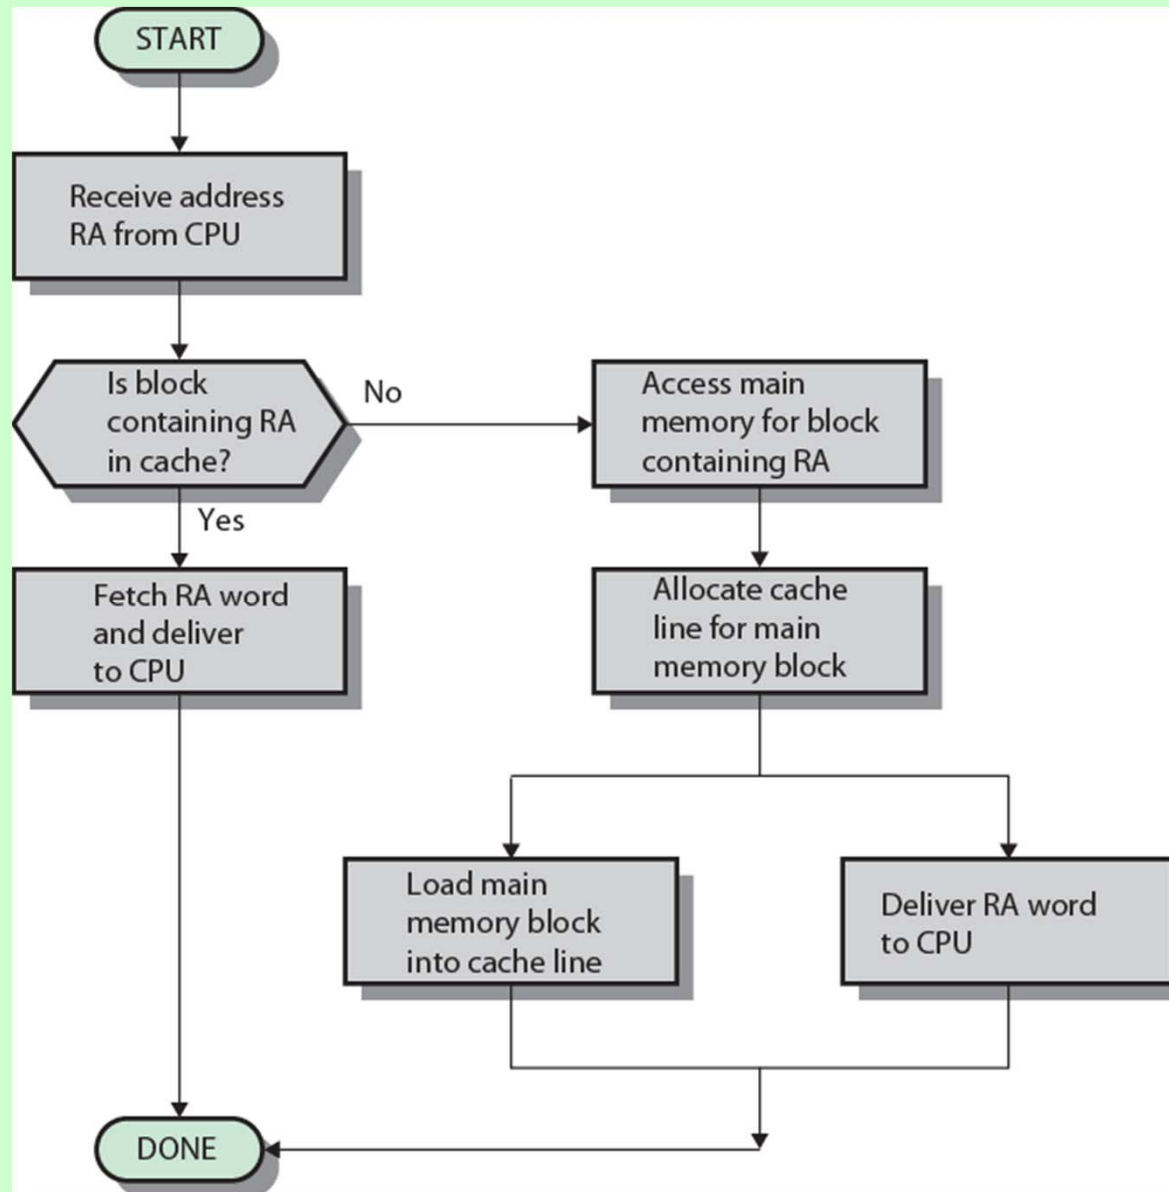 START
Receive address
RA from CPU
Is block
containing RA
in cache?
No
Access main
memory for block
containing RA
Yes
Fetch RA word
and deliver
to CPU
Allocate cache
line for main
memory block
Load main
memory block
into cache line
Deliver RA word
to CPU
DONE